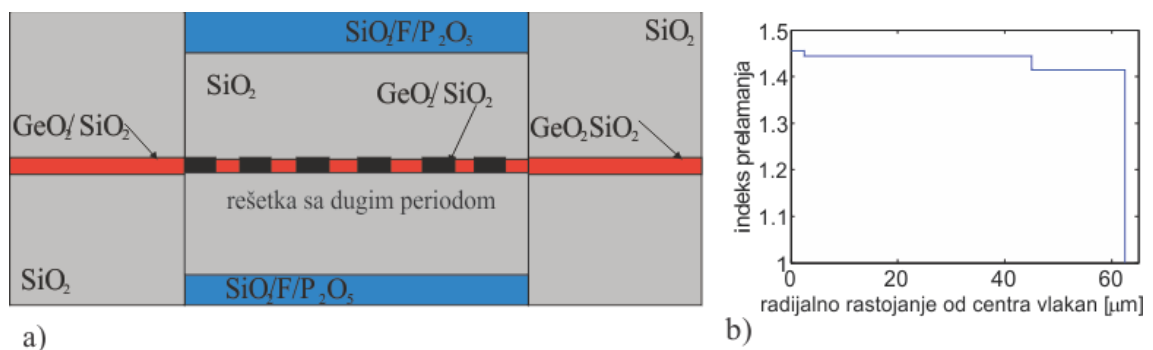 SiO2/F/P2O5
SiO2
SiO2
GeO2/ SiO2
GeO2/ SiO2
GeO2SiO2
rešetka sa dugim periodom
SiO2
SiO2/F/P2O5
a)
1.5
1.4
1.3
1.2
1.1
1
0
20
40
60
indeks prelamanja
radijalno rastojanje od centra vlakan [μm]
b)